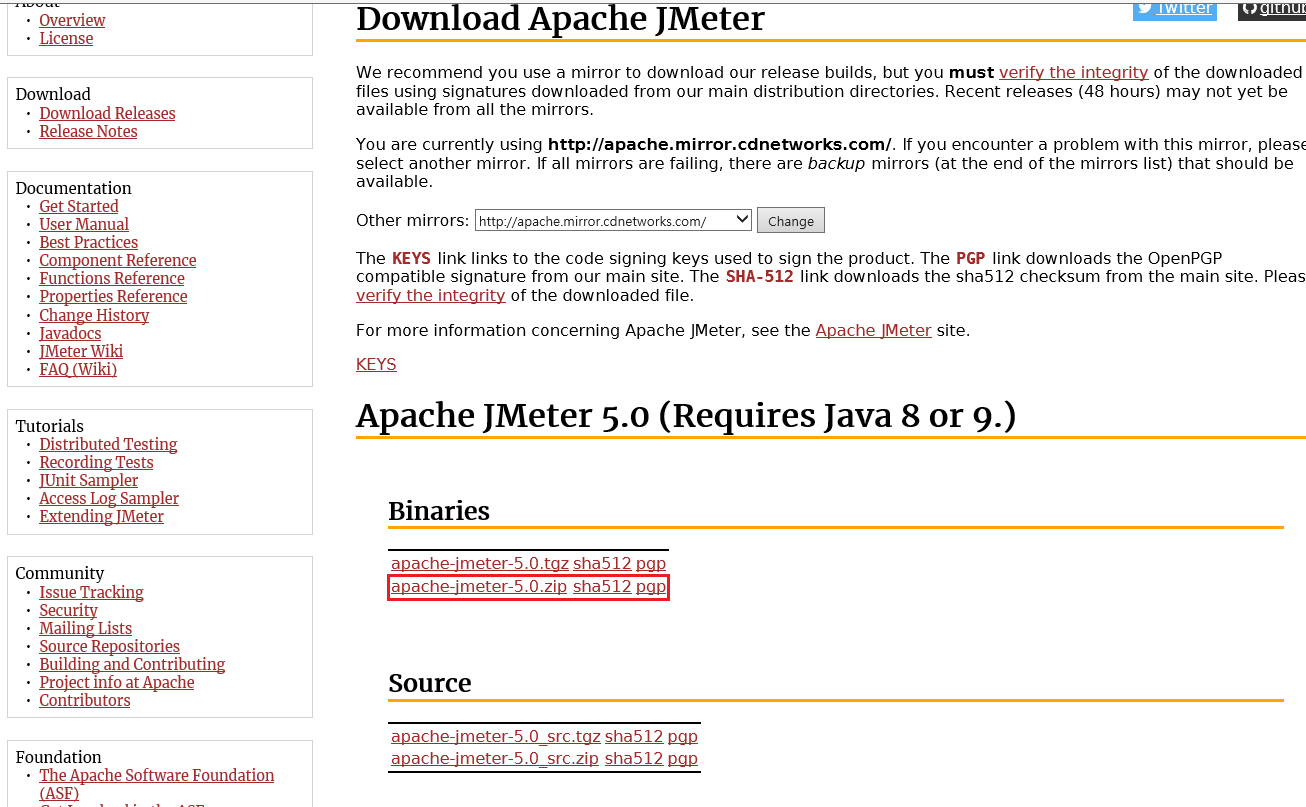 About
• Overview
• License
Download
• Download Releases
• Release Notes
Documentation
• Get Started
• User Manual
• Best Practices
• Component Reference
• Functions Reference
• Properties Reference
• Change History
• Javadocs
• JMeter Wiki
• FAQ (Wiki)
Tutorials
• Distributed Testing
• Recording Tests
• JUnit Sampler
• Access Log Sampler
• Extending JMeter
Community
• Issue Tracking
• Security
• Mailing Lists
• Source Repositories
• Building and Contributing
• Project info at Apache
• Contributors
Foundation
• The Apache Software Foundation
(ASF)
Download Apache JMeter
Twitter
github
We recommend you use a mirror to download our release builds, but you must verify the integrity of the downloaded
files using signatures downloaded from our main distribution directories. Recent releases (48 hours) may not yet be
available from all the mirrors.
You are currently using http://apache.mirror.cdnetworks.com/. If you encounter a problem with this mirror, please
select another mirror. If all mirrors are failing, there are backup mirrors (at the end of the mirrors list) that should be
available.
Other mirrors: http://apache.mirror.cdnetworks.com/ Change
The KEYS link links to the code signing keys used to sign the product. The PGP link downloads the OpenPGP
compatible signature from our main site. The SHA-512 link downloads the sha512 checksum from the main site. Pleas
verify the integrity of the downloaded file.
For more information concerning Apache JMeter, see the Apache JMeter site.
KEYS
Apache JMeter 5.0 (Requires Java 8 or 9.)
Binaries
apache-jmeter-5.0.tgz sha512 pgp
apache-jmeter-5.0.zip sha512 pgp
Source
apache-jmeter-5.0_src.tgz sha512 pgp
apache-jmeter-5.0_src.zip sha512 pgp